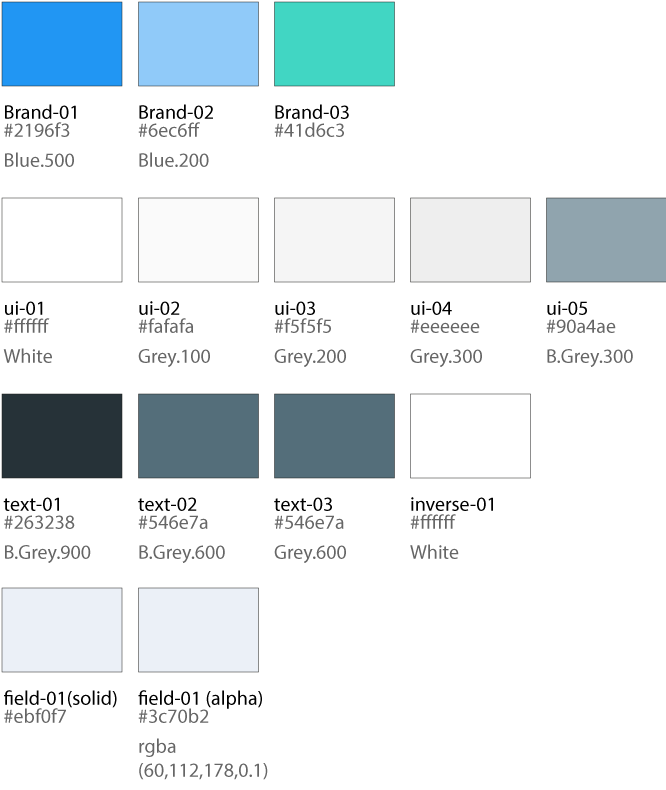 Brand-01
#2196f3
Blue.500
Brand-02
#6ec6ff
Blue.200
Brand-03
#41d6c3
ui-01
#ffffff
White
ui-02
#fafafa
Grey.100
ui-03
#f5f5f5
Grey.200
ui-04
#eeeeee
Grey.300
ui-05
#90a4ae
B.Grey.300
text-01
#263238
B.Grey.900
text-02
#546e7a
B.Grey.600
text-03
#546e7a
Grey.600
inverse-01
#ffffff
White
field-01(solid)
#ebf0f7
field-01 (alpha)
#3c70b2
rgba
(60,112,178,0.1)